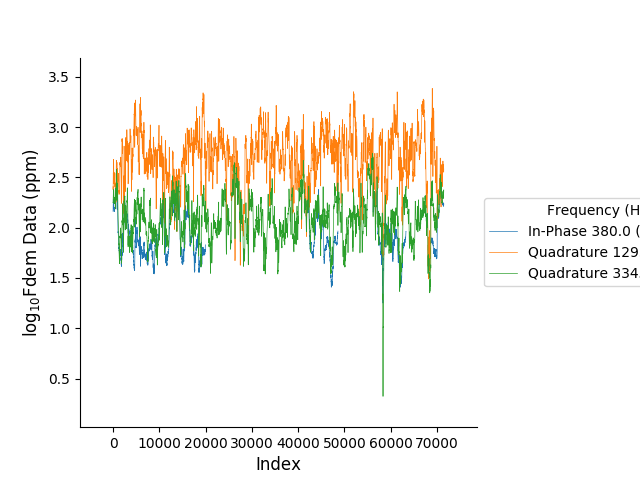 3.5
3.0
2.5
2.0
1.5
1.0
0.5
log10Fdem Data (ppm)
0 10000 20000 30000 40000 50000 60000 70000
Index
Frequency (H
In-Phase 380.0 (
Quadrature 129
Quadrature 334